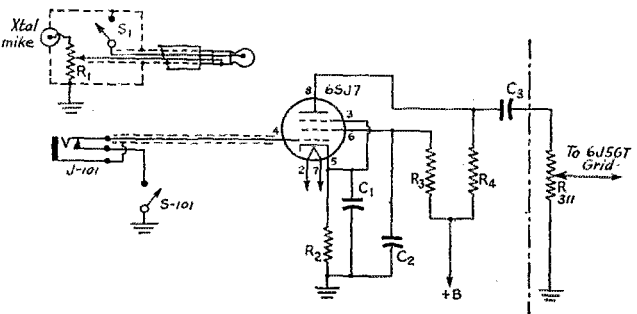 Xtal
mike
S1
R1
J-101
S-101
6SJ7
8
3
6
4
2
7
5
C1
R2
C2
R3
R4
C3
+B
R
311
To 6J5GT
Grid